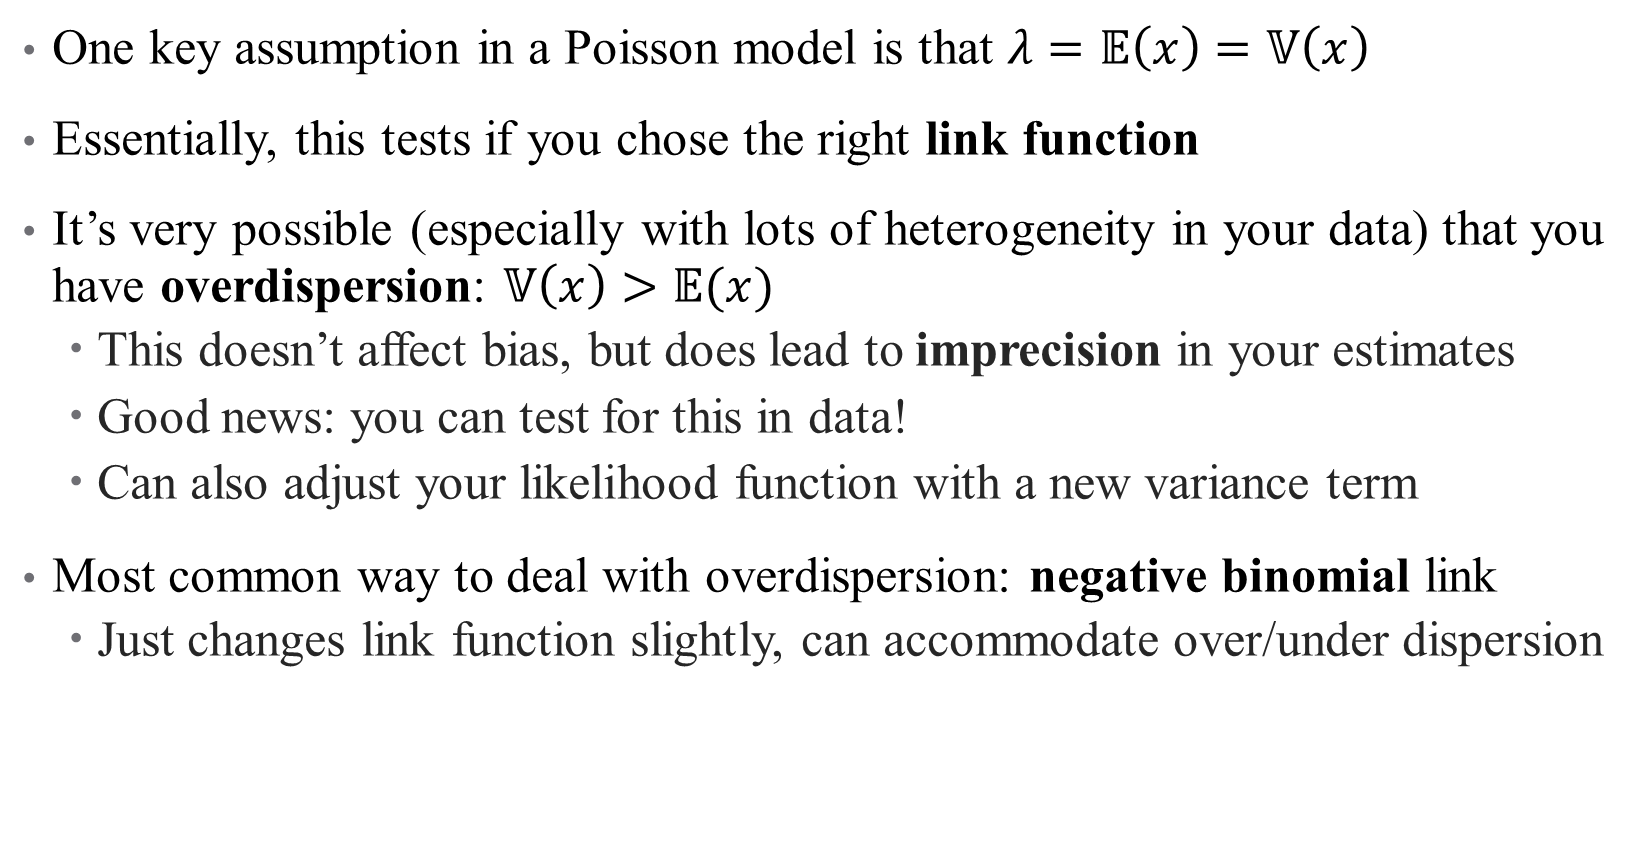 • One key assumption in a Poisson model is that 𝜆 = 𝔼(𝑥) = 𝕍(𝑥)
• Essentially, this tests if you chose the right link function
• It’s very possible (especially with lots of heterogeneity in your data) that you
have overdispersion: 𝕍(𝑥) > 𝔼(𝑥)
• This doesn’t affect bias, but does lead to imprecision in your estimates
• Good news: you can test for this in data!
• Can also adjust your likelihood function with a new variance term
• Most common way to deal with overdispersion: negative binomial link
• Just changes link function slightly, can accommodate over/under dispersion